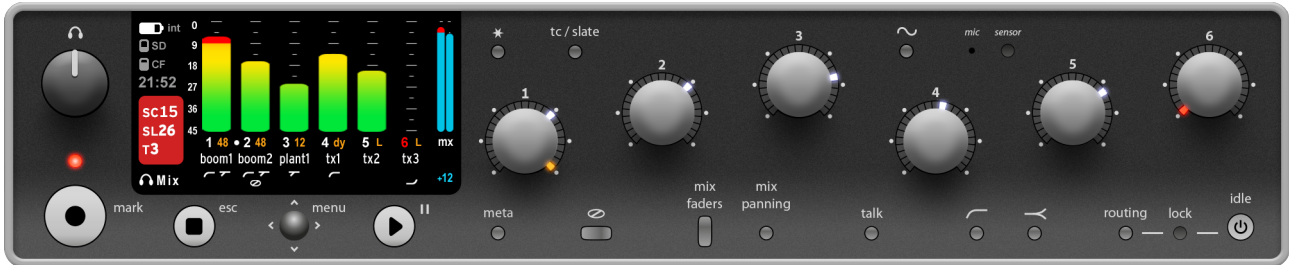 int
SD
CF
21:52
SC15
SL26
T3
Mix
0
9
18
27
36
45
1 48
2 48
3 12
4 dy
5 L
6 L
mx
boom1
boom2
plant1
tx1
tx2
tx3
+12
tc / slate
mic
sensor
1
2
3
4
5
6
mark
esc
menu
meta
mix
faders
mix
panning
talk
routing
lock
idle